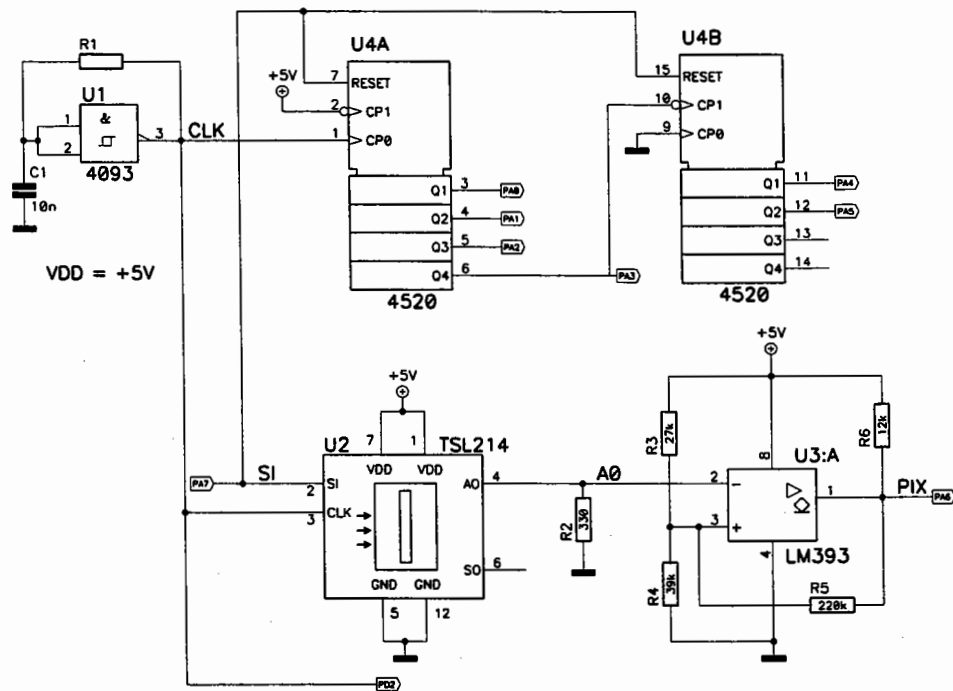 R1
U1
&
1
2
3
4093
C1
10n
CLK
VDD = +5V
U4A
+5V
7 RESET
2 CP1
1 CP0
Q1 3 PA0
Q2 4 PA1
Q3 5 PA2
Q4 6 PA3
4520
U4B
15 RESET
10 CP1
9 CP0
Q1 11 PA4
Q2 12 PA5
Q3 13
Q4 14
4520
+5V
U2
7 1
TSL214
VDD VDD
PA7 SI 2 SI
3 CLK
AO 4 A0
SO 6
GND GND
5 12
R2 330
PD2
+5V
R3 27k
R4 39k
R6 12k
U3:A
8
2 -
3 +
1
4
LM393
R5
220k
PIX
PA6